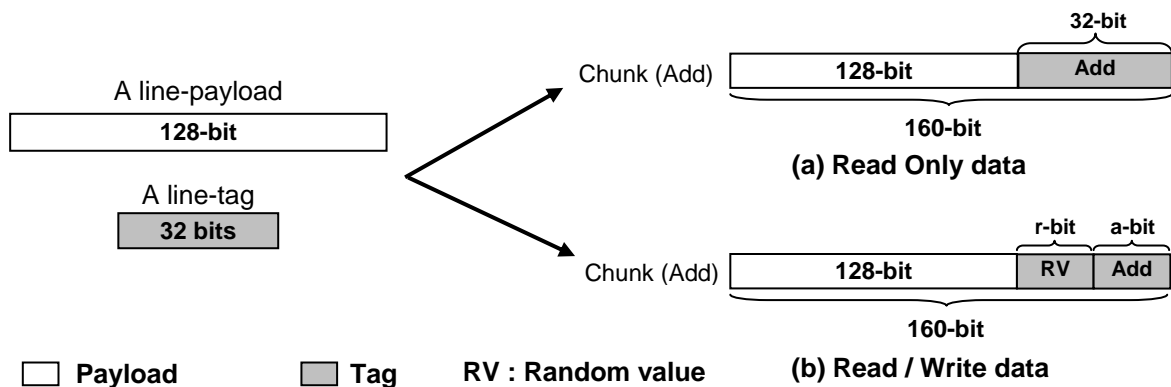 A line-payload
128-bit
A line-tag
32 bits
32-bit
Chunk (Add)
128-bit
Add
160-bit
(a) Read Only data
r-bit
a-bit
Chunk (Add)
128-bit
RV
Add
160-bit
(b) Read / Write data
Payload
Tag
RV : Random value